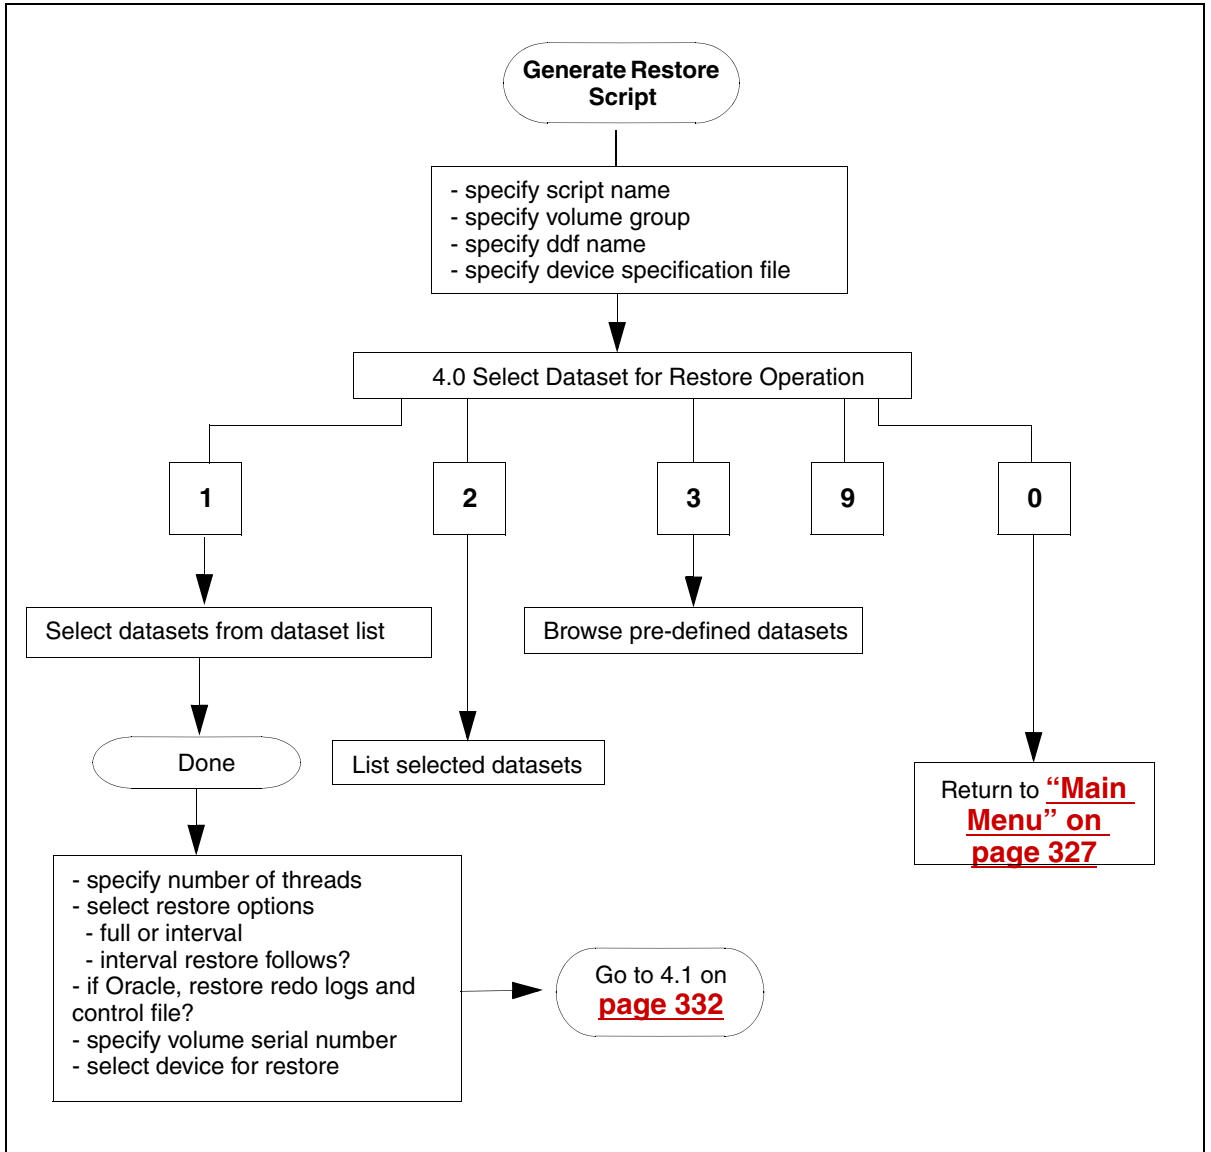 Generate Restore
Script
- specify script name
- specify volume group
- specify ddf name
- specify device specification file
4.0 Select Dataset for Restore Operation
1
2
3
9
0
Select datasets from dataset list
Browse pre-defined datasets
Done
List selected datasets
Return to “Main
Menu” on
page 327
- specify number of threads
- select restore options
- full or interval
- interval restore follows?
- if Oracle, restore redo logs and
control file?
- specify volume serial number
- select device for restore
Go to 4.1 on
page 332